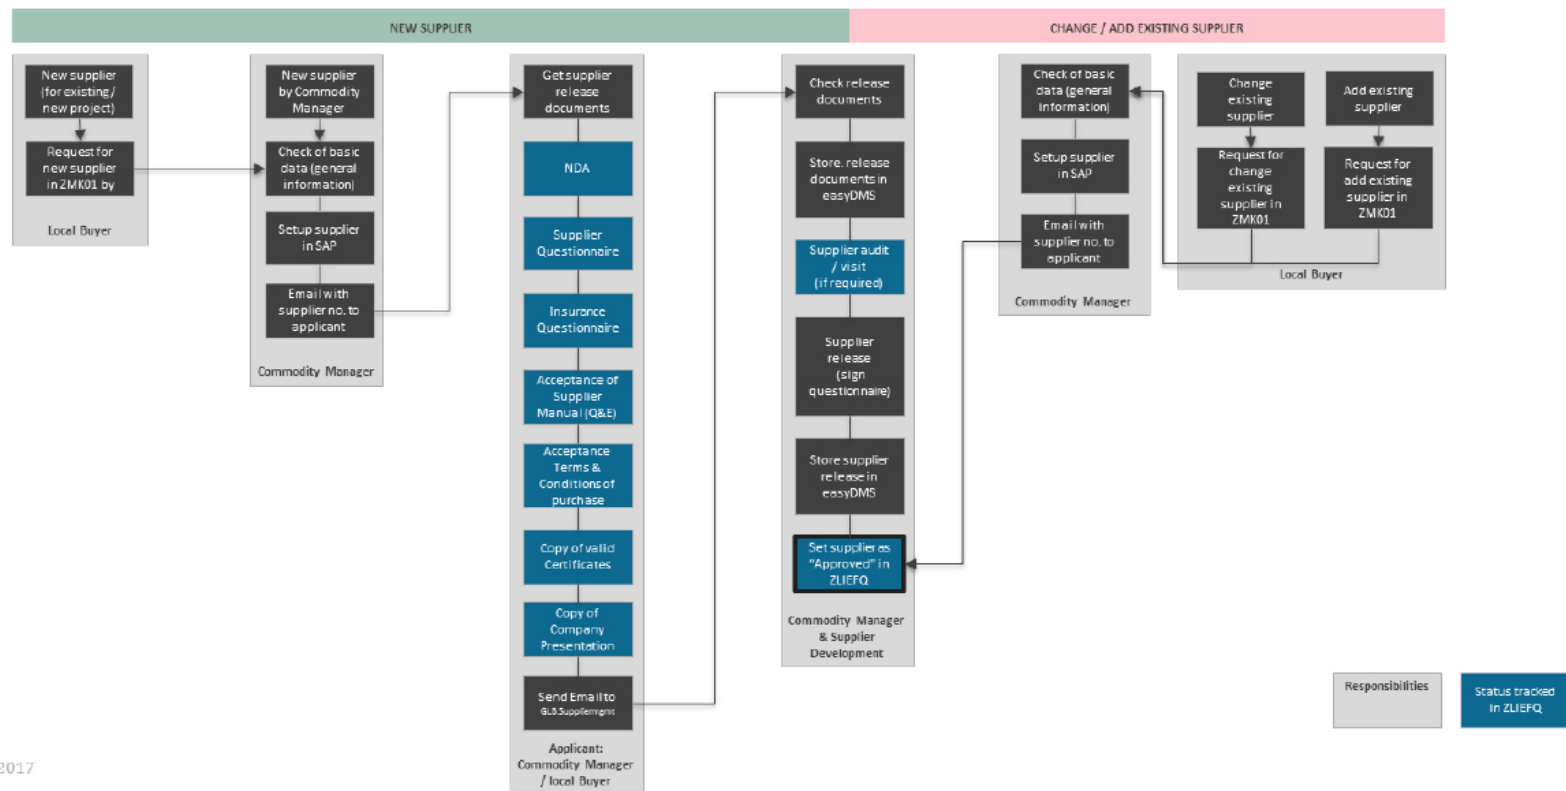 NEW SUPPLIER
CHANGE / ADD EXISTING SUPPLIER
New supplier
(for existing /
new project)
Request for
new supplier
in ZMK01 by
Local Buyer
New supplier
by Commodity
Manager
Check of basic
data (general
information)
Setup supplier
in SAP
Email with
supplier no. to
applicant
Commodity Manager
Get supplier
release
documents
NDA
Supplier
Questionnaire
Insurance
Questionnaire
Acceptance of
Supplier
Manual (Q&E)
Acceptance
Terms &
Conditions of
purchase
Copy of valid
Certificates
Copy of
Company
Presentation
Send Email to
GLB.Suppliermgmt
Applicant:
Commodity Manager
/ local Buyer
Check release
documents
Store. release
documents in
easyDMS
Supplier audit
/ visit
(if required)
Supplier
release
(sign
questionnaire)
Store supplier
release in
easyDMS
Set supplier as
"Approved" in
ZLIEFQ
Commodity Manager
& Supplier
Development
Check of basic
data (general
information)
Setup supplier
in SAP
Email with
supplier no. to
applicant
Commodity Manager
Change
existing
supplier
Request for
change
existing
supplier in
ZMK01
Add existing
supplier
Request for
add existing
supplier in
ZMK01
Local Buyer
Responsibilities
Status tracked
in ZLIEFQ
2017